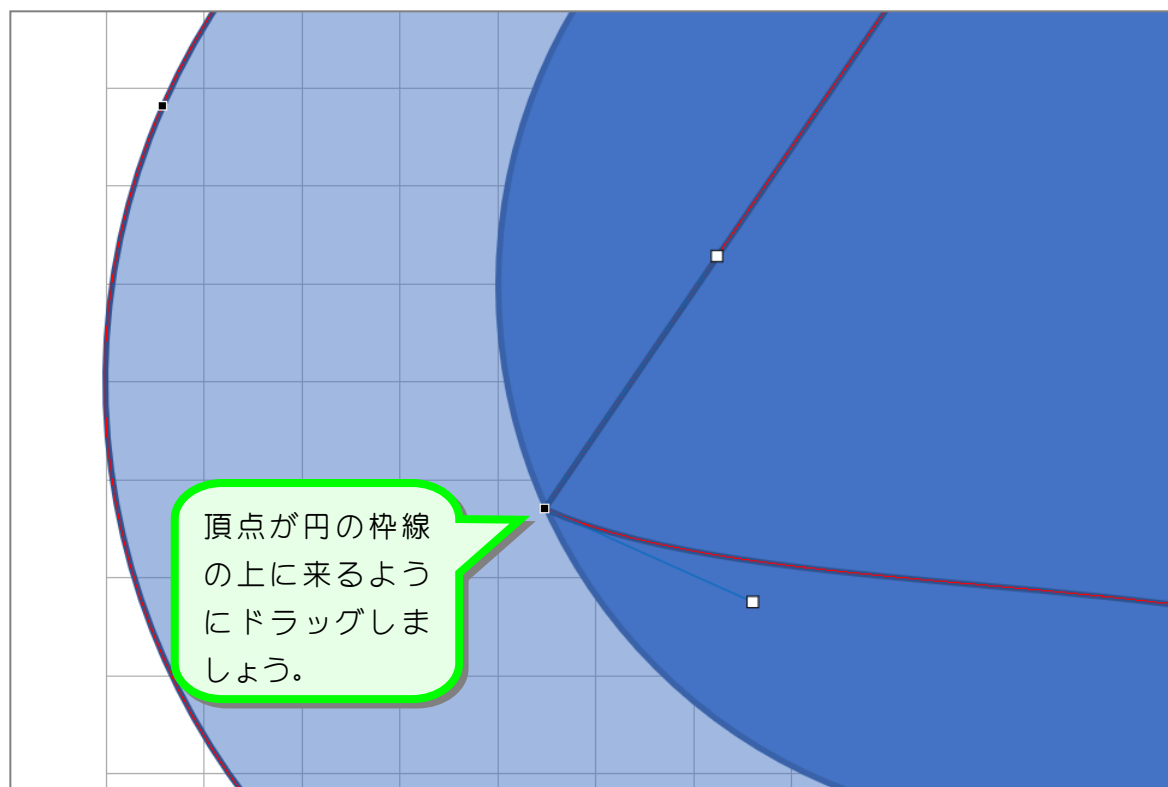 頂点が円の枠線
の上に来るよう
にドラッグしま
しょう。